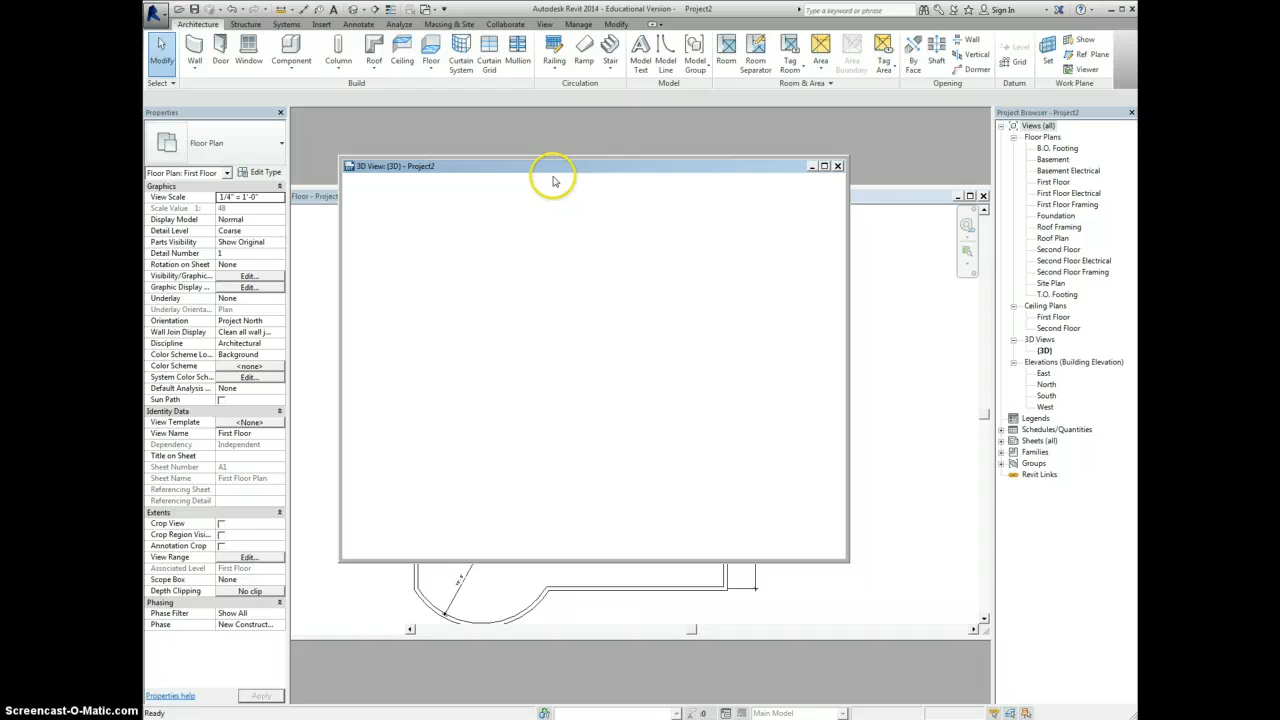 Autodesk Revit 2014 - Educational Version - Project2
Type a keyword or phrase
Sign In
Architecture Structure Systems Insert Annotate Analyze Massing & Site Collaborate View Manage Modify
Modify Wall Door Window Component Column Roof Ceiling Floor Curtain System Curtain Grid Mullion Railing Ramp Stair Model Text Model Line Model Group Room Room Separator Tag Room Area Area Boundary Tag Area By Face Shaft Wall Vertical Dormer Level Grid Set Show Ref Plane Viewer
Select Build Circulation Model Room & Area Opening Datum Work Plane
Properties
Floor Plan
Floor Plan: First Floor Edit Type
Graphics
View Scale 1/4" = 1'-0"
Scale Value 1: 48
Display Model Normal
Detail Level Coarse
Parts Visibility Show Original
Detail Number 1
Rotation on Sheet None
Visibility/Graphic... Edit...
Graphic Display ... Edit...
Underlay None
Underlay Orienta... Plan
Orientation Project North
Wall Join Display Clean all wall j...
Discipline Architectural
Color Scheme Lo... Background
Color Scheme <none>
System Color Sch... Edit...
Default Analysis ... None
Sun Path
Identity Data
View Template <None>
View Name First Floor
Dependency Independent
Title on Sheet
Sheet Number A1
Sheet Name First Floor Plan
Referencing Sheet
Referencing Detail
Extents
Crop View
Crop Region Visi...
Annotation Crop
View Range Edit...
Associated Level First Floor
Scope Box None
Depth Clipping No clip
Phasing
Phase Filter Show All
Phase New Construct...
Properties help Apply
3D View: {3D} - Project2
Floor - Project
Project Browser - Project2
Views (all)
Floor Plans
B.O. Footing
Basement
Basement Electrical
First Floor
First Floor Electrical
First Floor Framing
Foundation
Roof Framing
Roof Plan
Second Floor
Second Floor Electrical
Second Floor Framing
Site Plan
T.O. Footing
Ceiling Plans
First Floor
Second Floor
3D Views
{3D}
Elevations (Building Elevation)
East
North
South
West
Legends
Schedules/Quantities
Sheets (all)
Families
Groups
Revit Links
Ready
:0
Main Model
Screencast-O-Matic.com